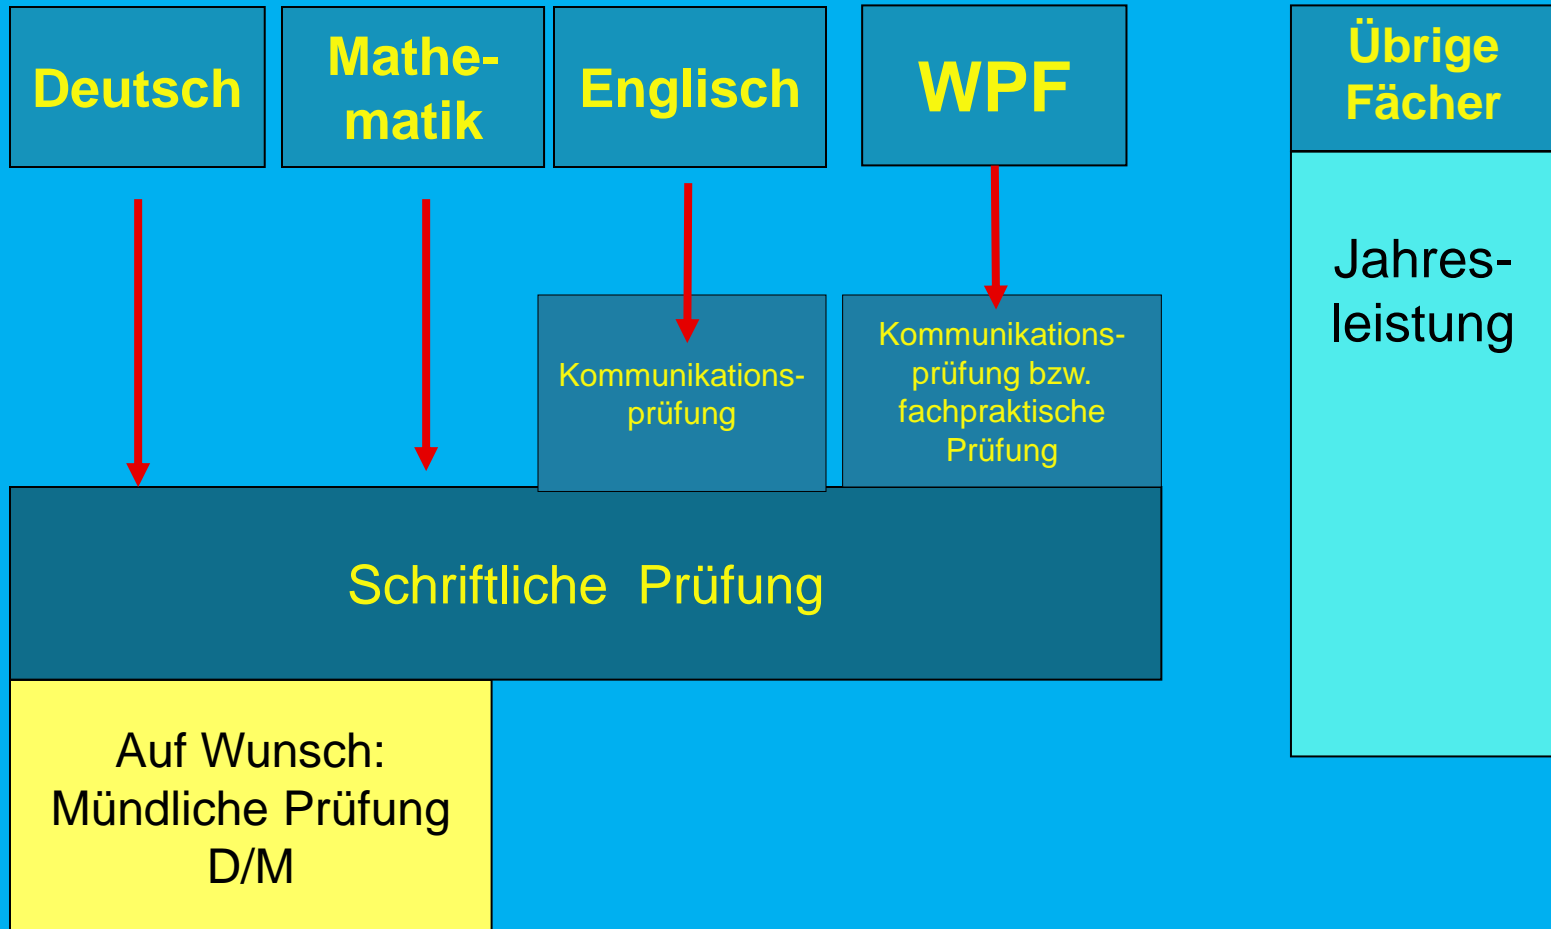 Deutsch
Mathe-
matik
Englisch
WPF
Übrige
Fächer
Jahres-
leistung
Kommunikations-
prüfung
Kommunikations-
prüfung bzw.
fachpraktische
Prüfung
Schriftliche Prüfung
Auf Wunsch:
Mündliche Prüfung
D/M